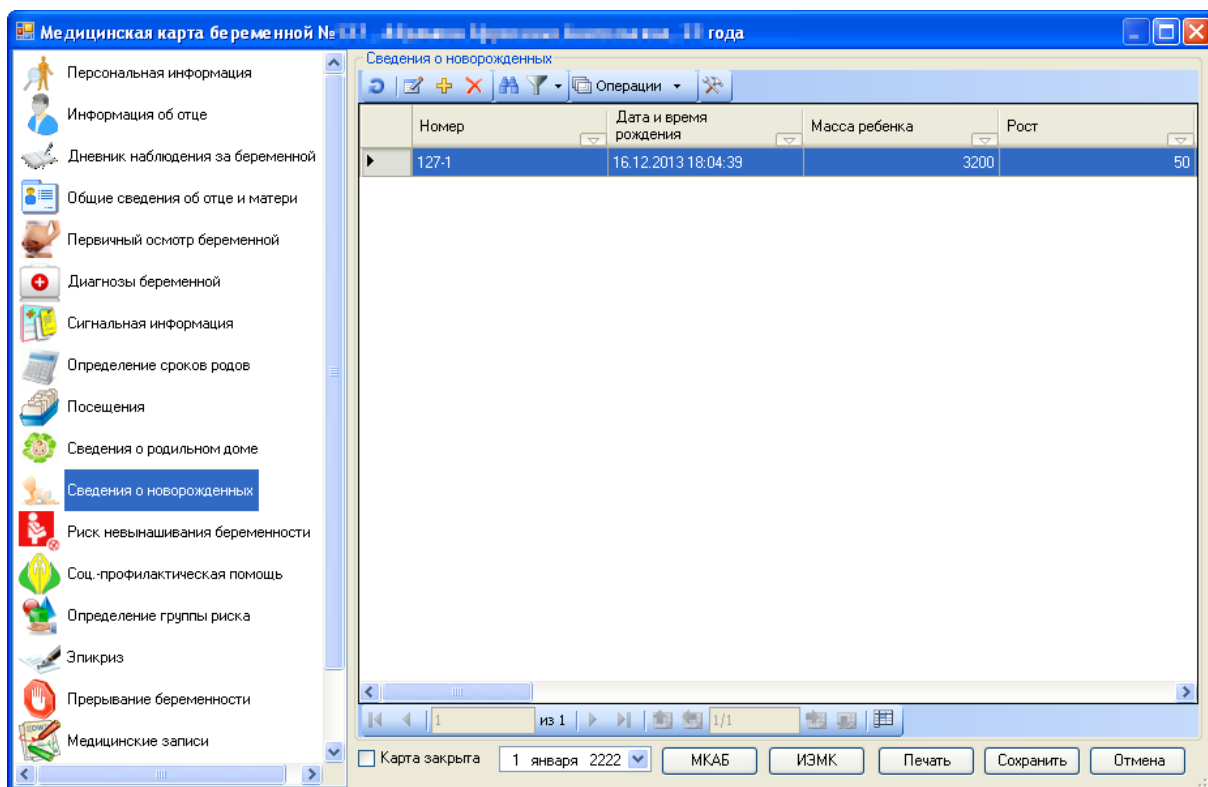 Медицинская карта беременной № года
Персональная информация
Информация об отце
Дневник наблюдения за беременной
Общие сведения об отце и матери
Первичный осмотр беременной
Диагнозы беременной
Сигнальная информация
Определение сроков родов
Посещения
Сведения о родильном доме
Сведения о новорожденных
Риск невынашивания беременности
Соц.-профилактическая помощь
Определение группы риска
Эпикриз
Прерывание беременности
Медицинские записи
Сведения о новорожденных
Операции
Номер Дата и время рождения Масса ребенка Рост
127-1 16.12.2013 18:04:39 3200 50
1 из 1 1/1
Карта закрыта 1 января 2222 МКАБ ИЭМК Печать Сохранить Отмена